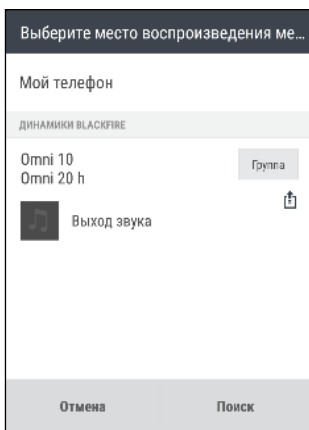 Выберите место воспроизведения ме...
Мой телефон
ДИНАМИКИ BLACKFIRE
Omni 10
Omni 20 h
Группа
Выход звука
Отмена
Поиск